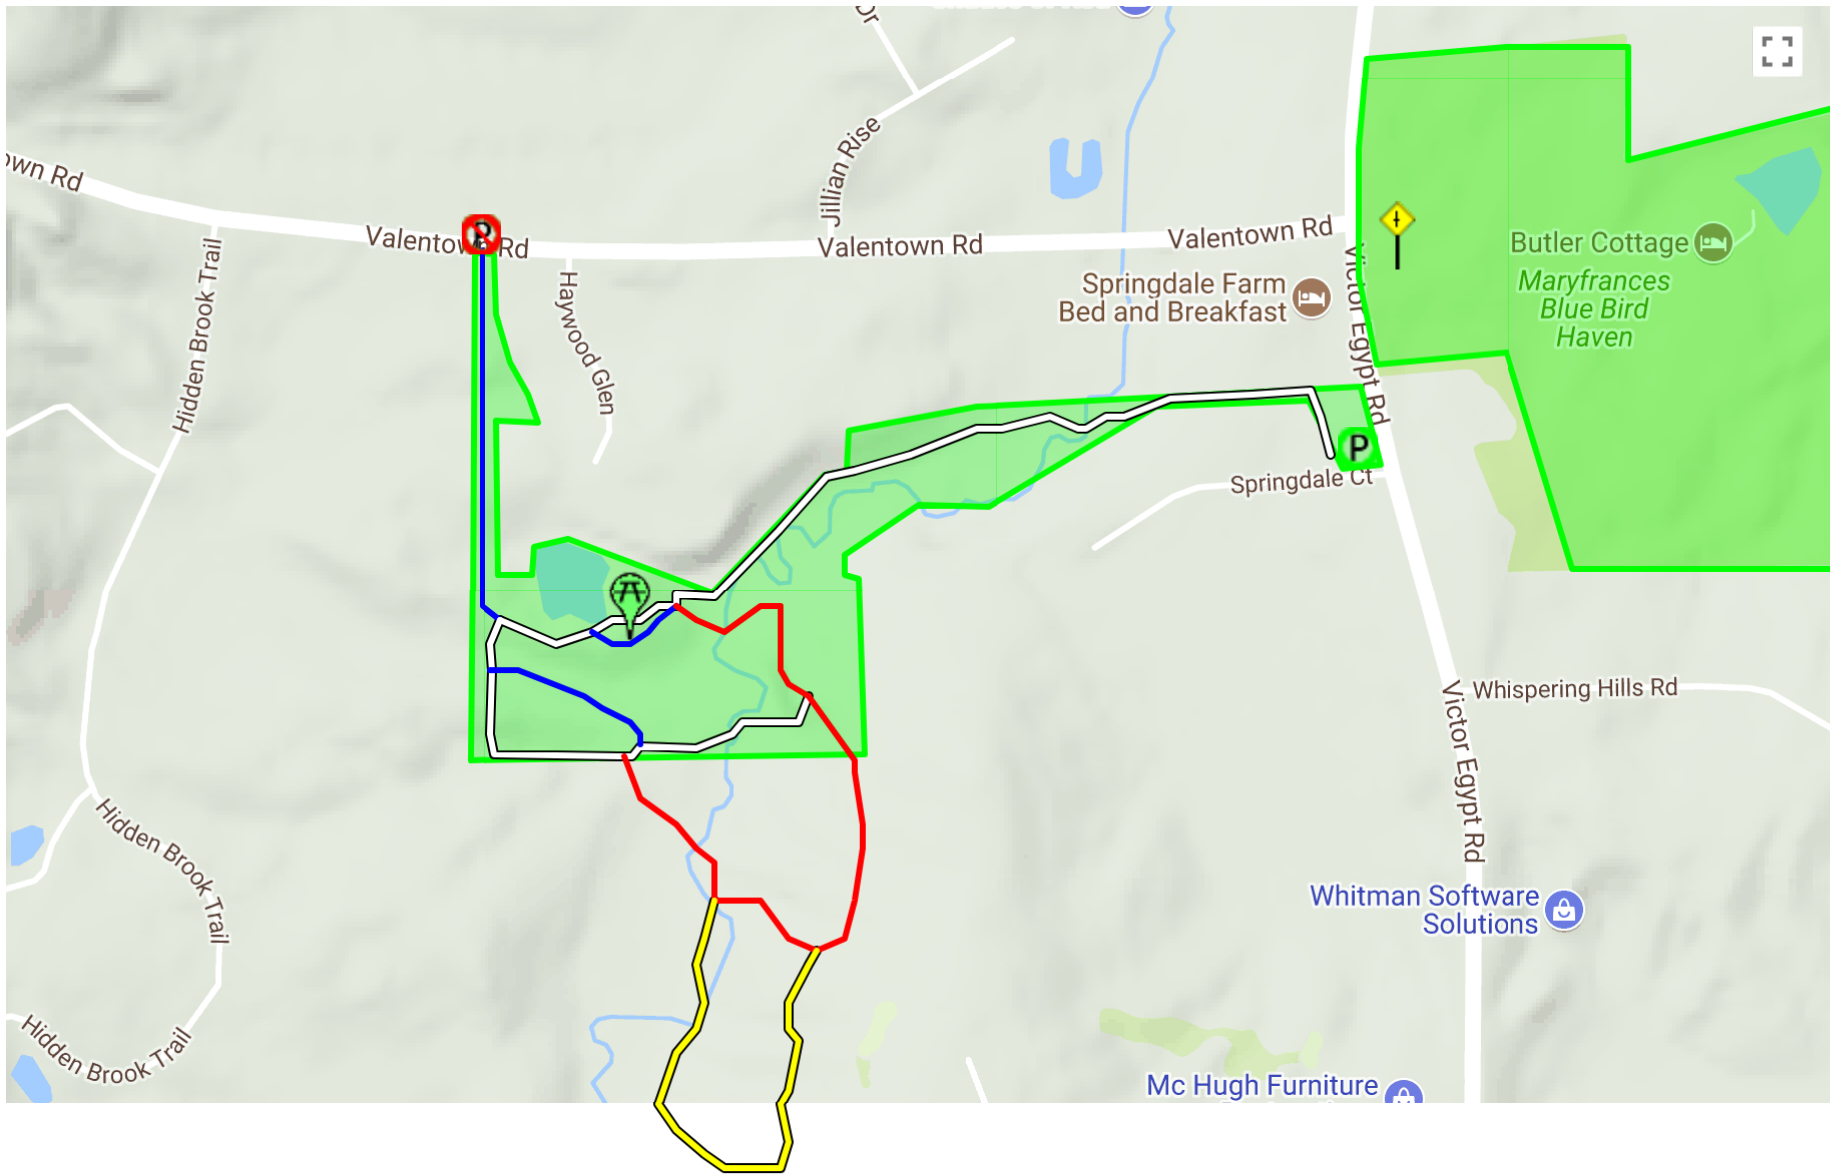 Dr
own Rd
Jillian Rise
Hidden Brook Trail
Valentown Rd
Valentown Rd
Valentown Rd
P
Haywood Glen
Victor Egypt Rd
Butler Cottage
Maryfrances
Blue Bird
Haven
Springdale Farm
Bed and Breakfast
P
Springdale Ct
Whispering Hills Rd
Victor Egypt Rd
Hidden Brook Trail
Whitman Software
Solutions
Hidden Brook Trail
Mc Hugh Furniture